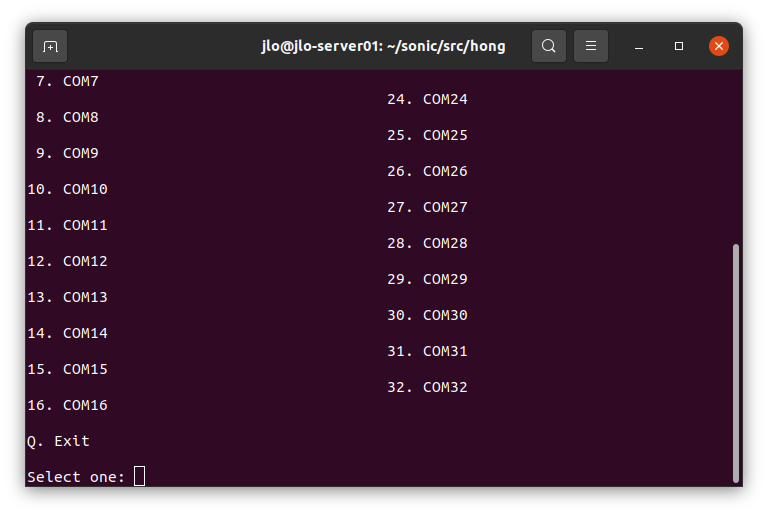 jlo@jlo-server01: ~/sonic/src/hong
7. COM7
24. COM24
8. COM8
25. COM25
9. COM9
26. COM26
10. COM10
27. COM27
11. COM11
28. COM28
12. COM12
29. COM29
13. COM13
30. COM30
14. COM14
31. COM31
15. COM15
32. COM32
16. COM16
Q. Exit
Select one: